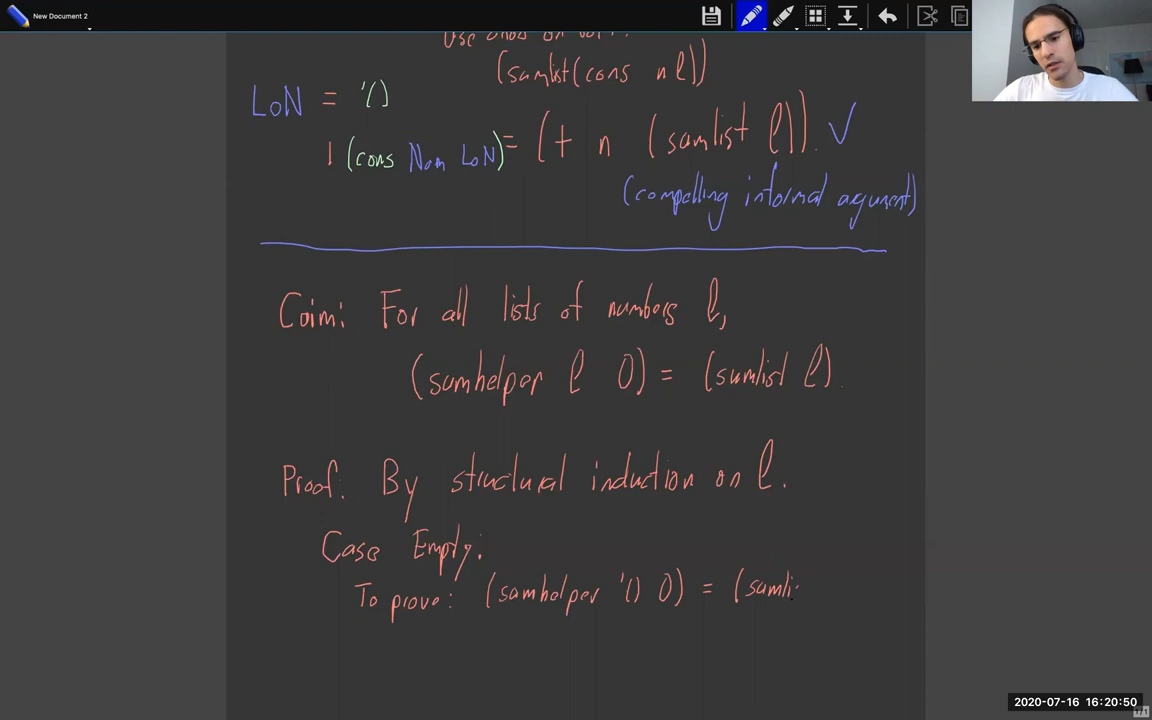 New Document 2
Use
(sumlist (cons n l))
LoN = '()
| (cons Num LoN) = (+ n (sumlist l)). ✓
(compelling informal argument)
Claim: For all lists of numbers l,
(sumhelper l 0) = (sumlist l).
Proof. By structural induction on l.
Case Empty:
To prove: (sumhelper '() 0) = (sumli
2020-07-16 16:20:50